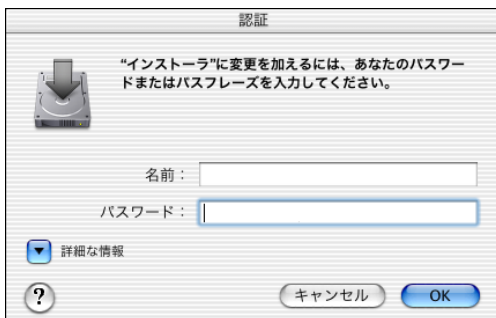 認証
“インストーラ”に変更を加えるには、あなたのパスワー
ドまたはパスフレーズを入力してください。
名前：
パスワード：
詳細な情報
?
キャンセル
OK